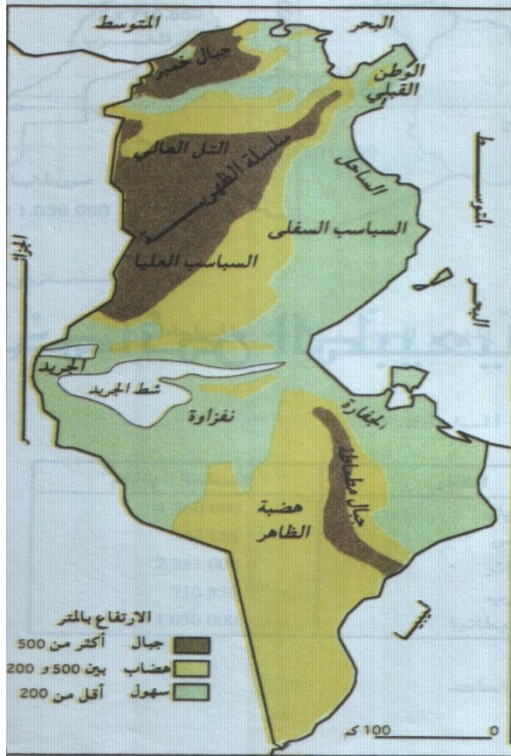 البحر
المتوسط
جبال خمير
الوطن
القبلي
التل العالي
سلسلة الظهرية
الساحل
المتوسط
السباسب السفلى
السباسب العليا
البحر
الجزائر
الجريد
شط الجريد
نفزاوة
الجفارة
جبال مطماطة
هضبة
الظاهر
ليبيا
الارتفاع بالمتر
جبال أكثر من 500
هضاب بين 500 و 200
سهول أقل من 200
0 100 كم